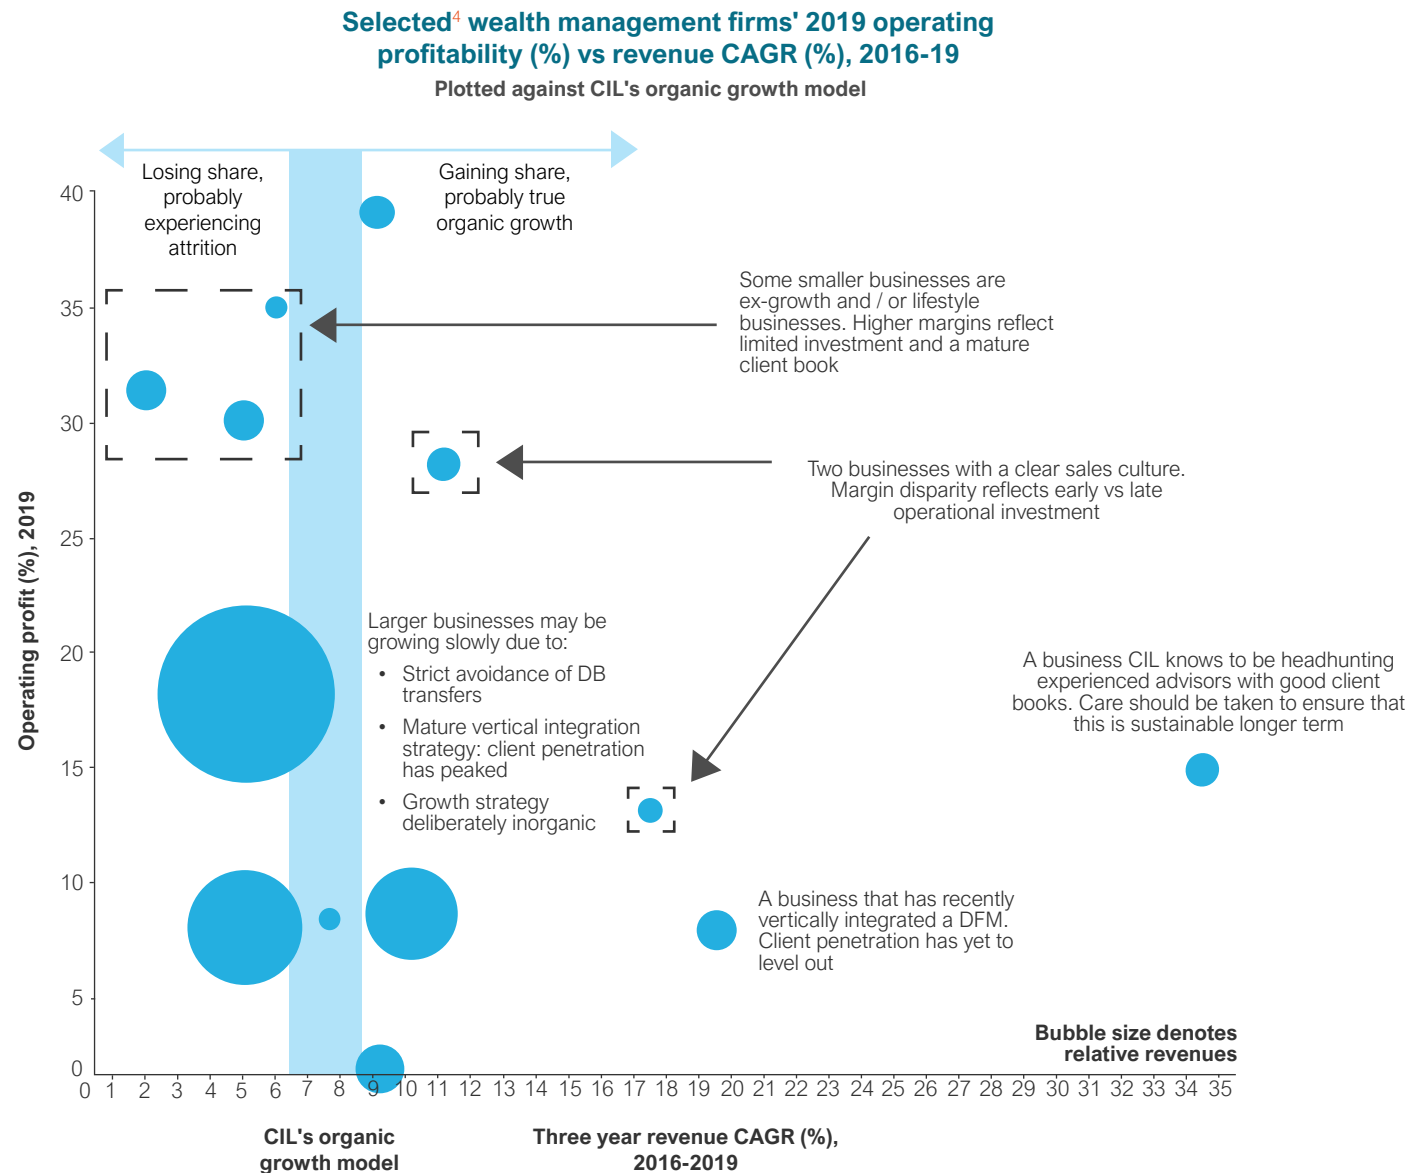 Selected4 wealth management firms' 2019 operating
profitability (%) vs revenue CAGR (%), 2016-19
Plotted against CIL's organic growth model
Losing share,
probably
experiencing
attrition
Gaining share,
probably true
organic growth
Some smaller businesses are
ex-growth and / or lifestyle
businesses. Higher margins reflect
limited investment and a mature
client book
Two businesses with a clear sales culture.
Margin disparity reflects early vs late
operational investment
Larger businesses may be
growing slowly due to:
• Strict avoidance of DB
transfers
• Mature vertical integration
strategy: client penetration
has peaked
• Growth strategy
deliberately inorganic
A business CIL knows to be headhunting
experienced advisors with good client
books. Care should be taken to ensure that
this is sustainable longer term
A business that has recently
vertically integrated a DFM.
Client penetration has yet to
level out
Bubble size denotes
relative revenues
Operating profit (%), 2019
40
35
30
25
20
15
10
5
0
0 1 2 3 4 5 6 7 8 9 10 11 12 13 14 15 16 17 18 19 20 21 22 23 24 25 26 27 28 29 30 31 32 33 34 35
CIL's organic
growth model
Three year revenue CAGR (%),
2016-2019